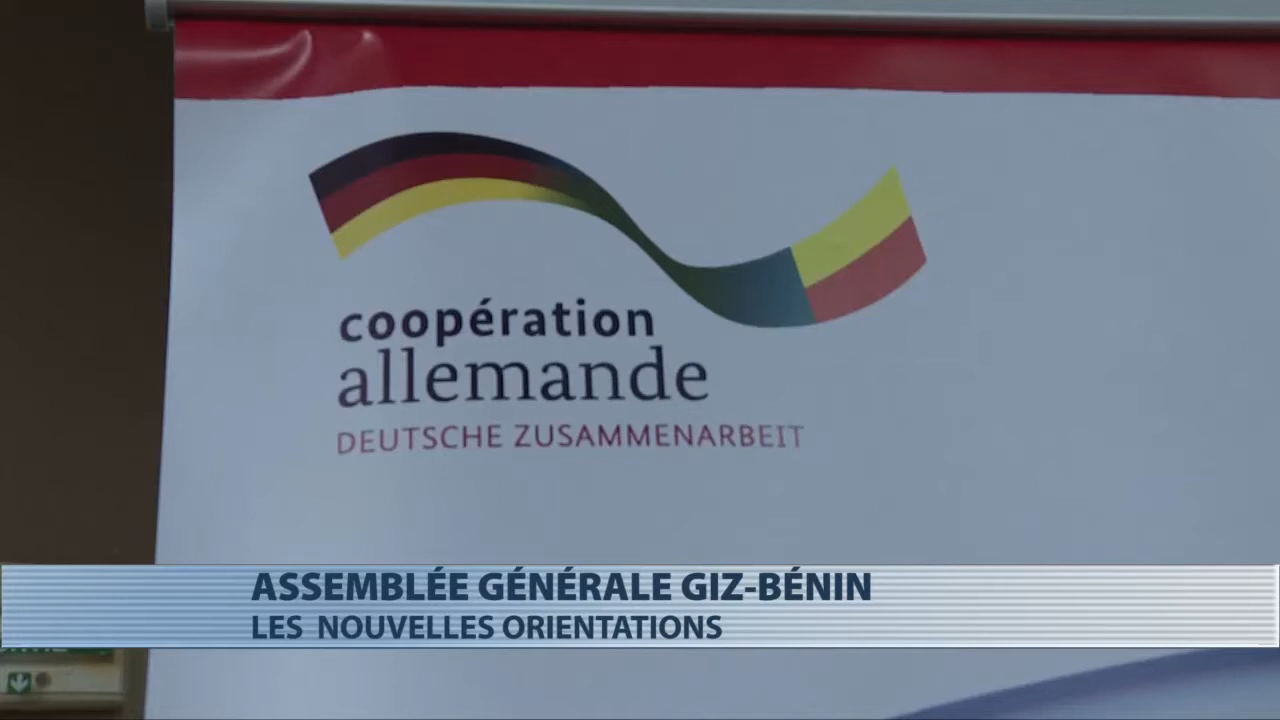 coopération
allemande
DEUTSCHE ZUSAMMENARBEIT
ASSEMBLÉE GÉNÉRALE GIZ-BÉNIN
LES NOUVELLES ORIENTATIONS